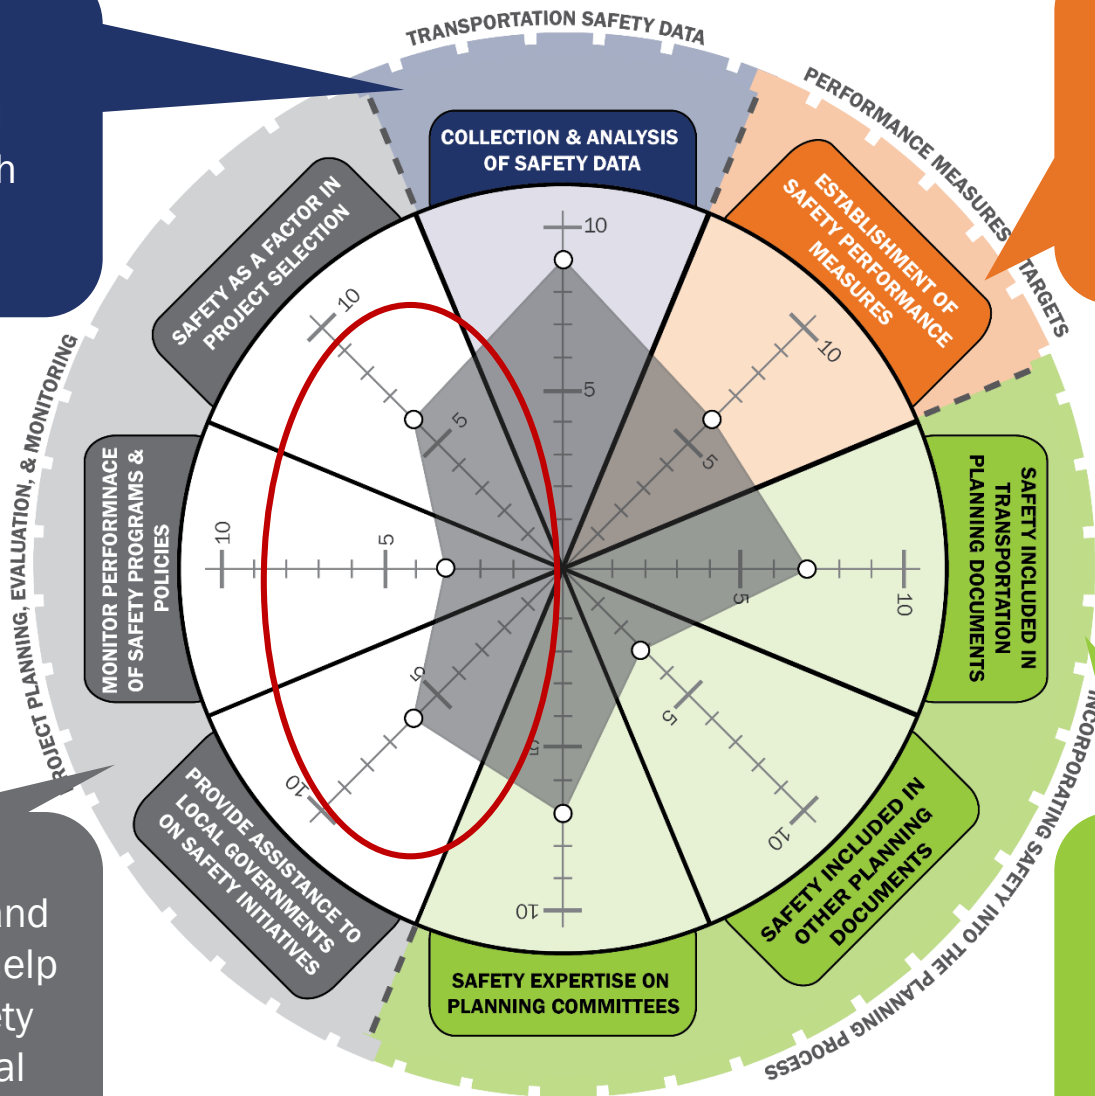 TRANSPORTATION SAFETY DATA
PERFORMANCE MEASURES
TARGETS
INCORPORATING SAFETY INTO THE PLANNING PROCESS
ROJECT PLANNING, EVALUATION, & MONITORING
COLLECTION & ANALYSIS
OF SAFETY DATA
ESTABLISHMENT OF
SAFETY PERFORMANCE
MEASURES
SAFETY INCLUDED IN
TRANSPORTATION
PLANNING DOCUMENTS
SAFETY INCLUDED IN
OTHER PLANNING
DOCUMENTS
SAFETY EXPERTISE ON
PLANNING COMMITTEES
PROVIDE ASSISTANCE TO
LOCAL GOVERNMENTS
ON SAFETY INITIATIVES
MONITOR PERFORMNACE
OF SAFETY PROGRAMS &
POLICIES
SAFETY AS A FACTOR IN
PROJECT SELECTION
10
5
10
5
10
5
10
5
10
5
10
5
10
5
10
5
h
and
elp
ety
al